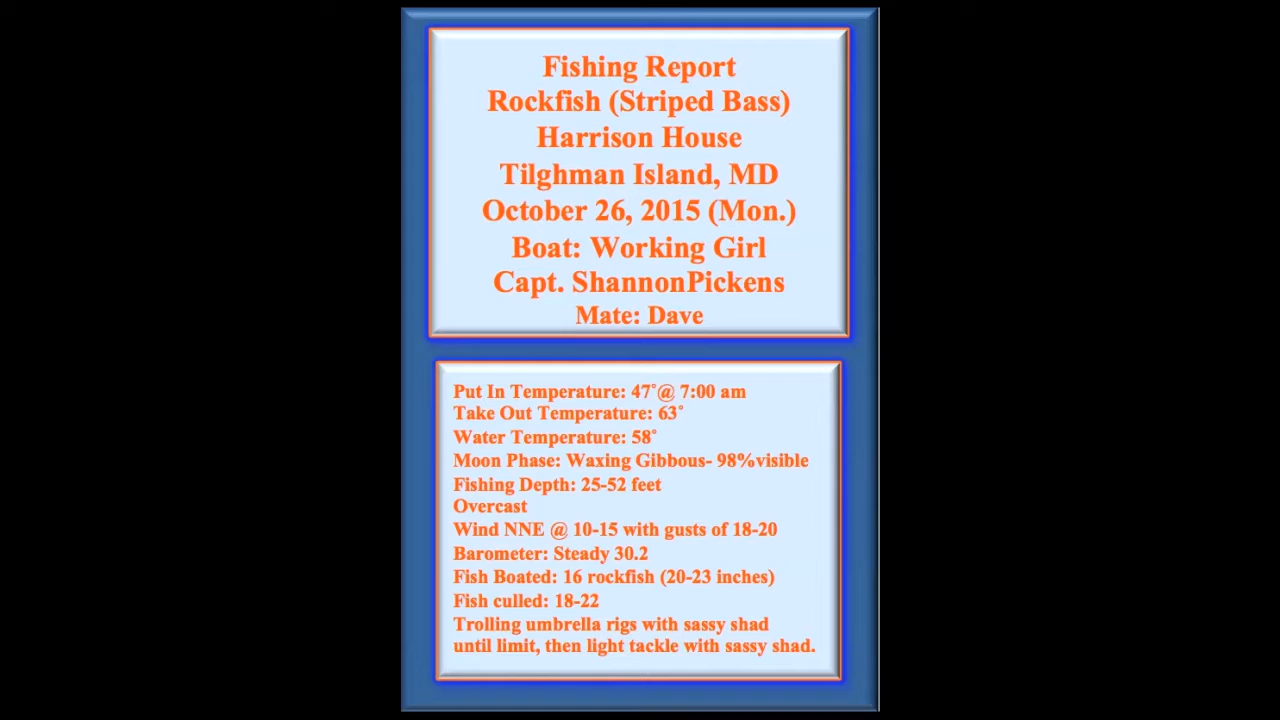 Fishing Report
Rockfish (Striped Bass)
Harrison House
Tilghman Island, MD
October 26, 2015 (Mon.)
Boat: Working Girl
Capt. ShannonPickens
Mate: Dave
Put In Temperature: 47˚@ 7:00 am
Take Out Temperature: 63˚
Water Temperature: 58˚
Moon Phase: Waxing Gibbous- 98%visible
Fishing Depth: 25-52 feet
Overcast
Wind NNE @ 10-15 with gusts of 18-20
Barometer: Steady 30.2
Fish Boated: 16 rockfish (20-23 inches)
Fish culled: 18-22
Trolling umbrella rigs with sassy shad
until limit, then light tackle with sassy shad.